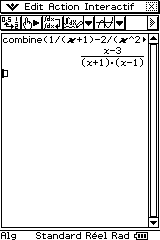 Edit Action Interactif
combine(1/(x+1)-2/(x^2
x-3
(x+1)·(x-1)
Alg Standard Réel Rad